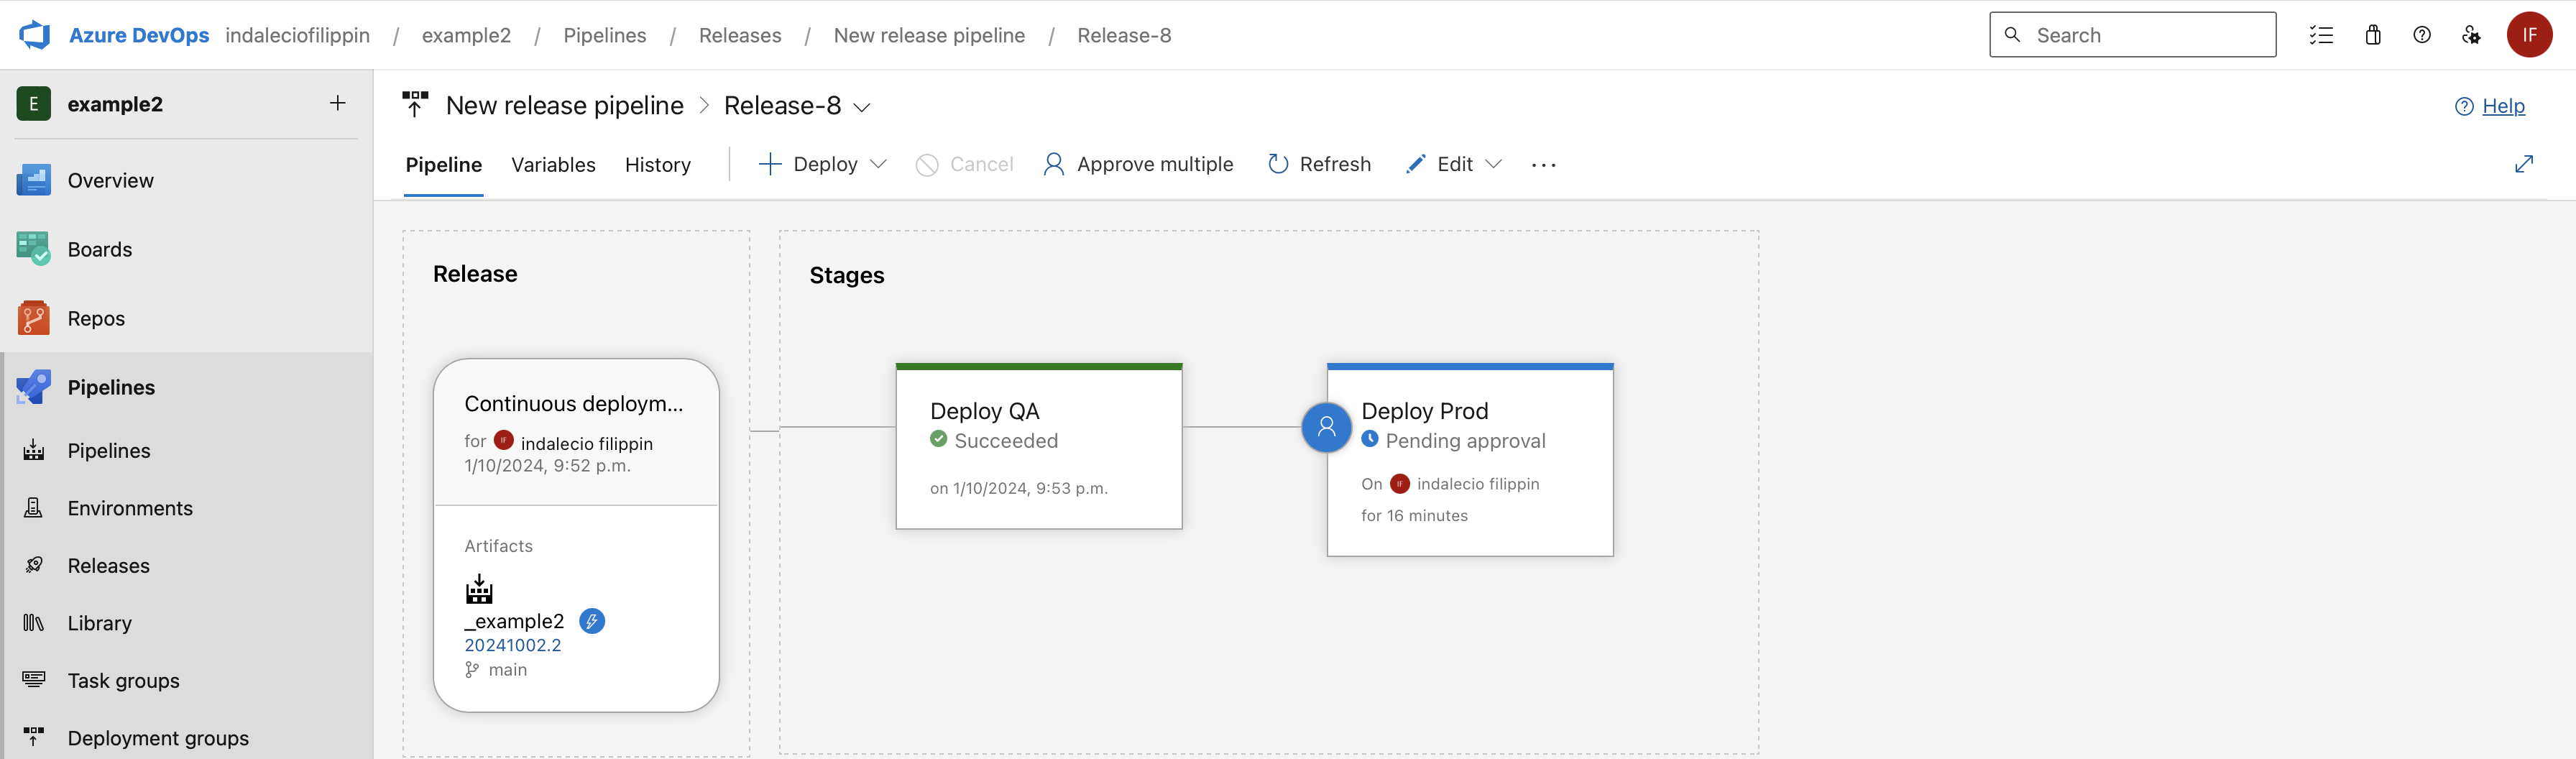 Azure DevOps indaleciofilippin / example2 / Pipelines / Releases / New release pipeline / Release-8
Search
IF
E example2
Overview
Boards
Repos
Pipelines
Pipelines
Environments
Releases
Library
Task groups
Deployment groups
New release pipeline > Release-8
Help
Pipeline Variables History Deploy Cancel Approve multiple Refresh Edit ...
Release
Continuous deploym...
for IF indalecio filippin
1/10/2024, 9:52 p.m.
Artifacts
_example2
20241002.2
main
Stages
Deploy QA
Succeeded
on 1/10/2024, 9:53 p.m.
Deploy Prod
Pending approval
On IF indalecio filippin
for 16 minutes